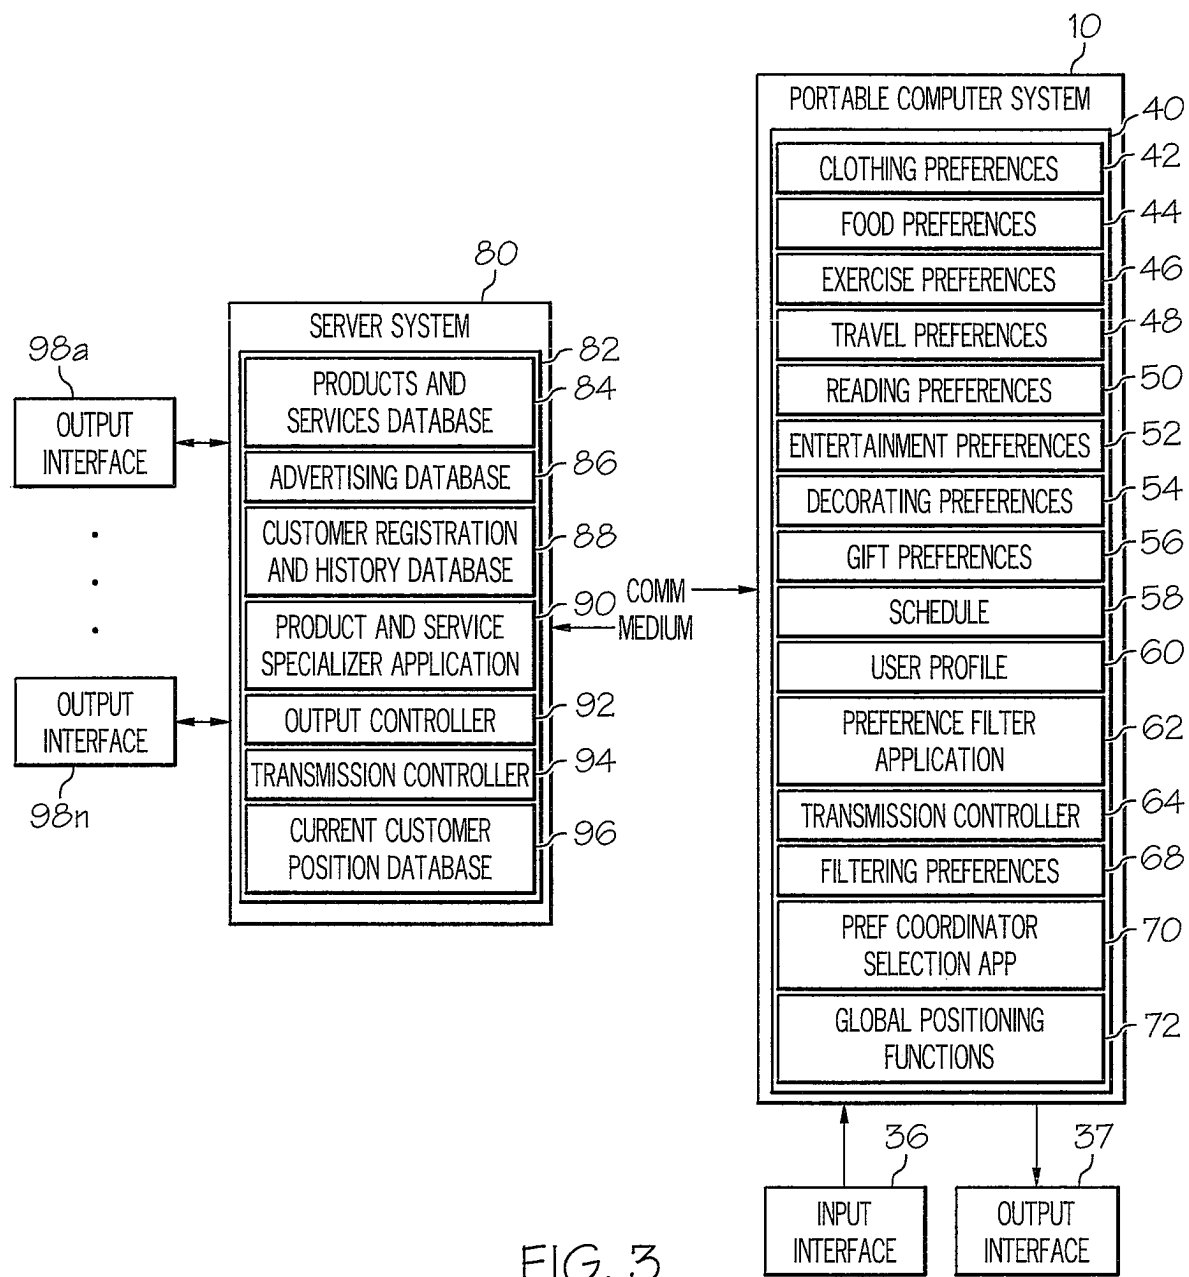 10
PORTABLE COMPUTER SYSTEM
40
CLOTHING PREFERENCES
42
FOOD PREFERENCES
44
EXERCISE PREFERENCES
46
TRAVEL PREFERENCES
48
READING PREFERENCES
50
ENTERTAINMENT PREFERENCES
52
DECORATING PREFERENCES
54
GIFT PREFERENCES
56
SCHEDULE
58
USER PROFILE
60
PREFERENCE FILTER
APPLICATION
62
TRANSMISSION CONTROLLER
64
FILTERING PREFERENCES
68
PREF COORDINATOR
SELECTION APP
70
GLOBAL POSITIONING
FUNCTIONS
72
36
INPUT
INTERFACE
37
OUTPUT
INTERFACE
COMM
MEDIUM
80
SERVER SYSTEM
82
PRODUCTS AND
SERVICES DATABASE
84
ADVERTISING DATABASE
86
CUSTOMER REGISTRATION
AND HISTORY DATABASE
88
PRODUCT AND SERVICE
SPECIALIZER APPLICATION
90
OUTPUT CONTROLLER
92
TRANSMISSION CONTROLLER
94
CURRENT CUSTOMER
POSITION DATABASE
96
98a
OUTPUT
INTERFACE
OUTPUT
INTERFACE
98n
FIG. 3